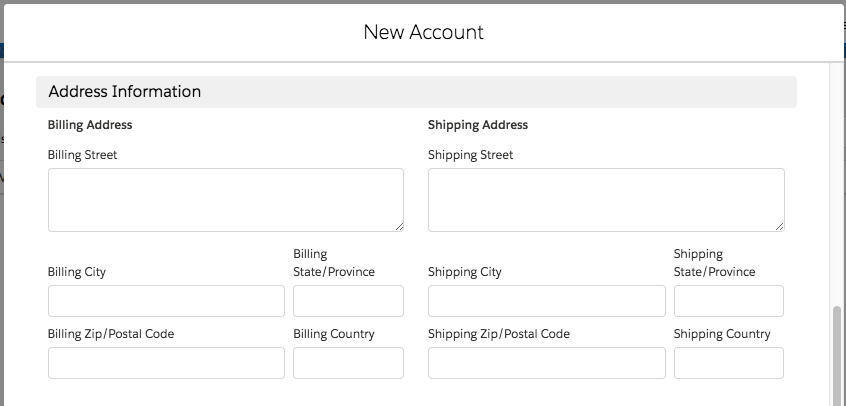 New Account
Address Information
Billing Address
Shipping Address
Billing Street
Shipping Street
Billing City
Billing
State/Province
Shipping City
Shipping
State/Province
Billing Zip/Postal Code
Billing Country
Shipping Zip/Postal Code
Shipping Country